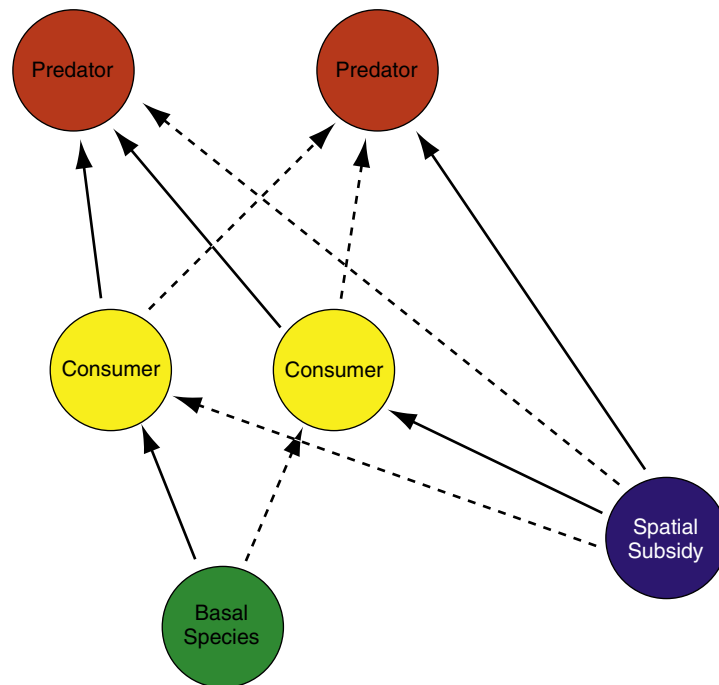 Predator
Predator
Consumer
Consumer
Spatial
Subsidy
Basal
Species